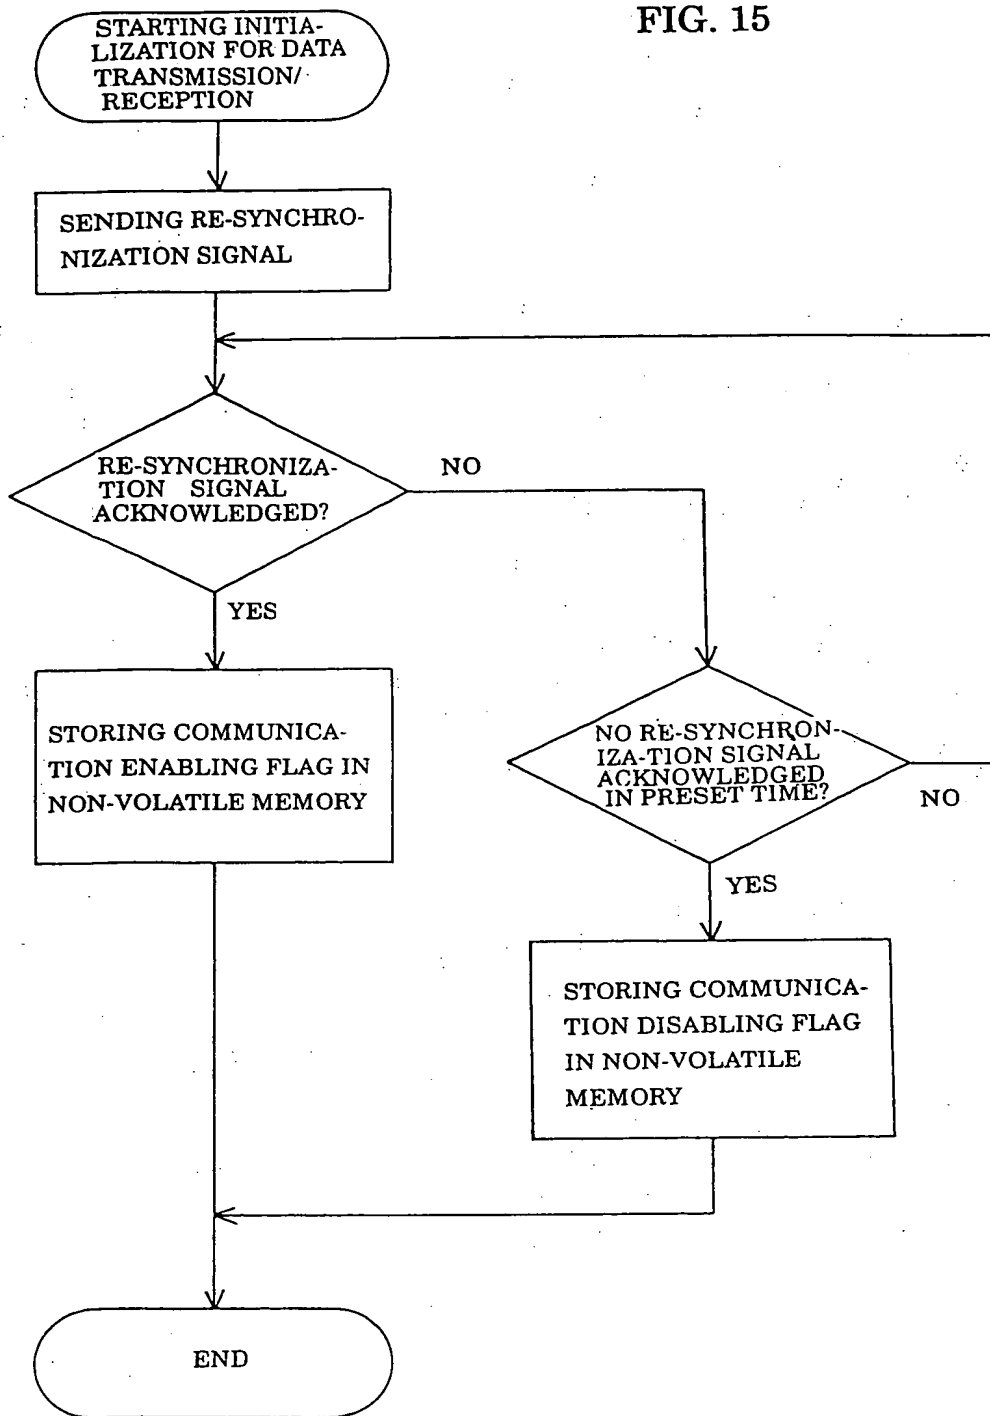 FIG. 15
STARTING INITIA-
LIZATION FOR DATA
TRANSMISSION/
RECEPTION
SENDING RE-SYNCHRO-
NIZATION SIGNAL
RE-SYNCHRONIZA-
TION SIGNAL
ACKNOWLEDGED?
NO
YES
STORING COMMUNICA-
TION ENABLING FLAG IN
NON-VOLATILE MEMORY
NO RE-SYNCHRON-
IZA-TION SIGNAL
ACKNOWLEDGED
IN PRESET TIME?
NO
YES
STORING COMMUNICA-
TION DISABLING FLAG
IN NON-VOLATILE
MEMORY
END